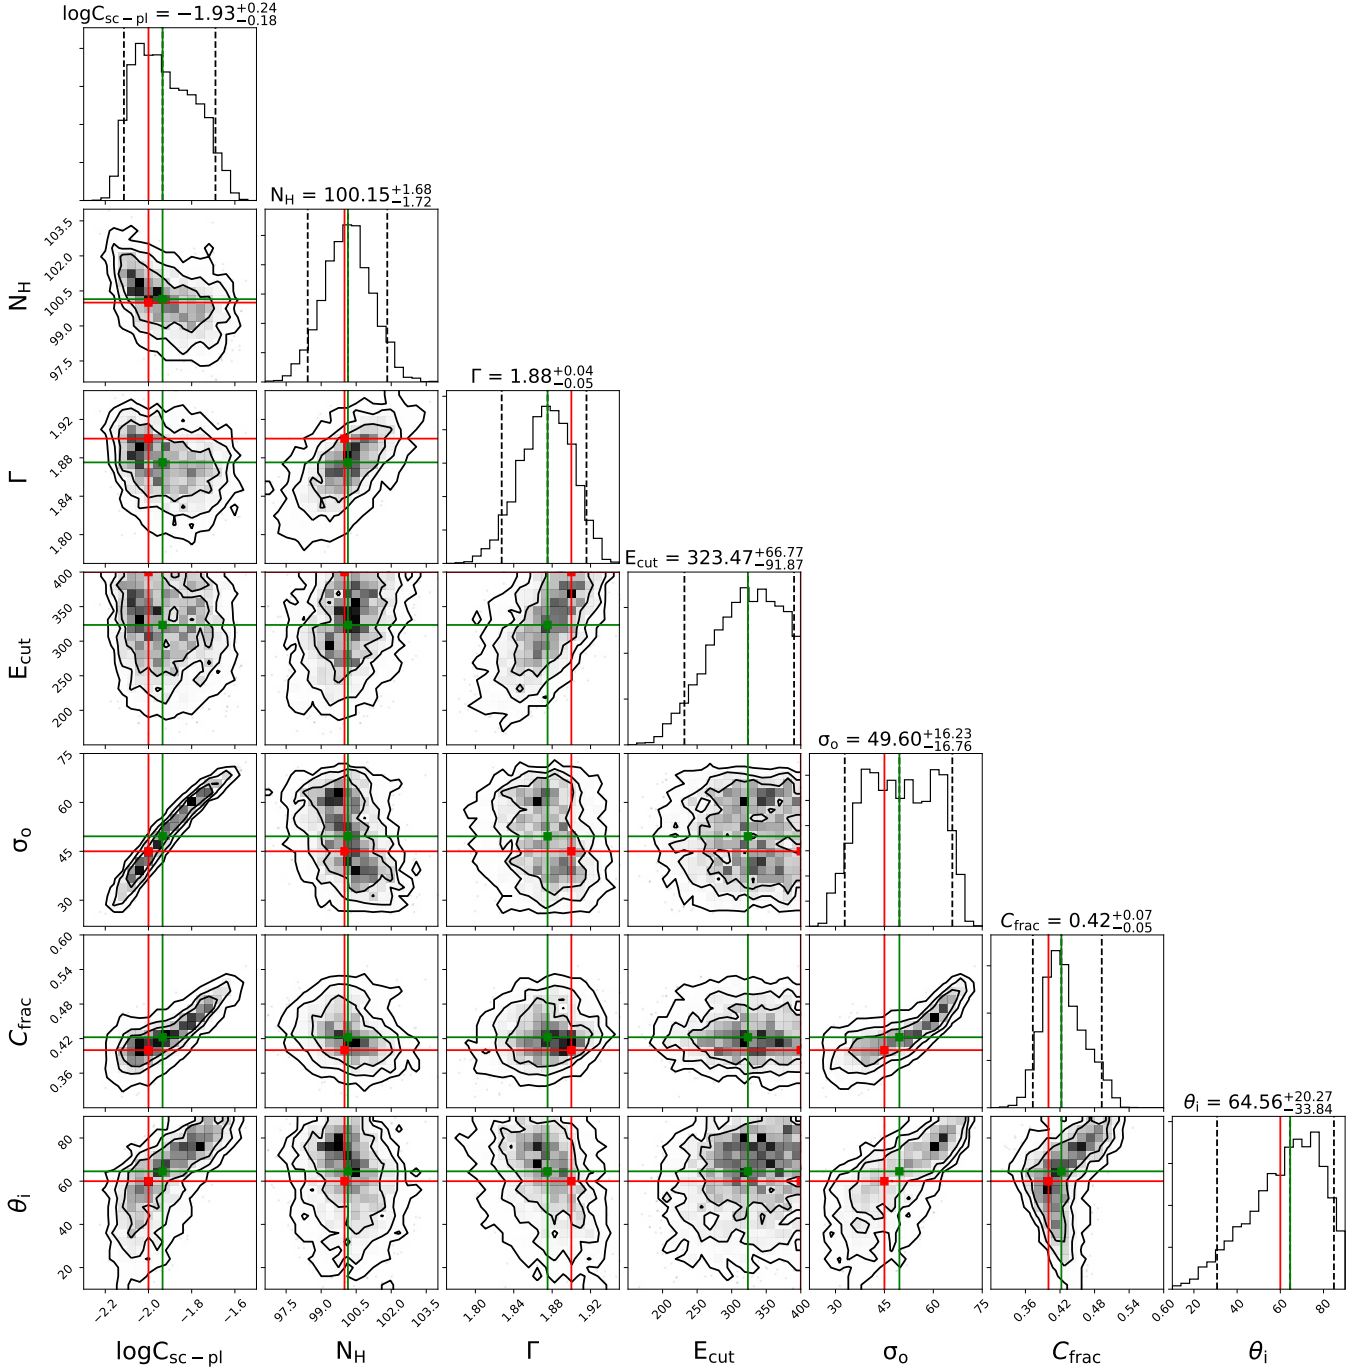 logC_sc−pl = −1.93 +0.24 −0.18
N_H = 100.15 +1.68 −1.72
103.5
102.0
100.5
99.0
97.5
N_H
Γ = 1.88 +0.04 −0.05
1.92
1.88
1.84
1.80
Γ
E_cut = 323.47 +66.77 −91.87
400
350
300
250
200
E_cut
σ_o = 49.60 +16.23 −16.76
75
60
45
30
σ_o
C_frac = 0.42 +0.07 −0.05
0.60
0.54
0.48
0.42
0.36
C_frac
θ_i = 64.56 +20.27 −33.84
80
60
40
20
θ_i
−2.2 −2.0 −1.8 −1.6 97.5 99.0 100.5 102.0 103.5 1.80 1.84 1.88 1.92 200 250 300 350 400 30 45 60 75 0.36 0.42 0.48 0.54 0.60 20 40 60 80
logC_sc−pl N_H Γ E_cut σ_o C_frac θ_i